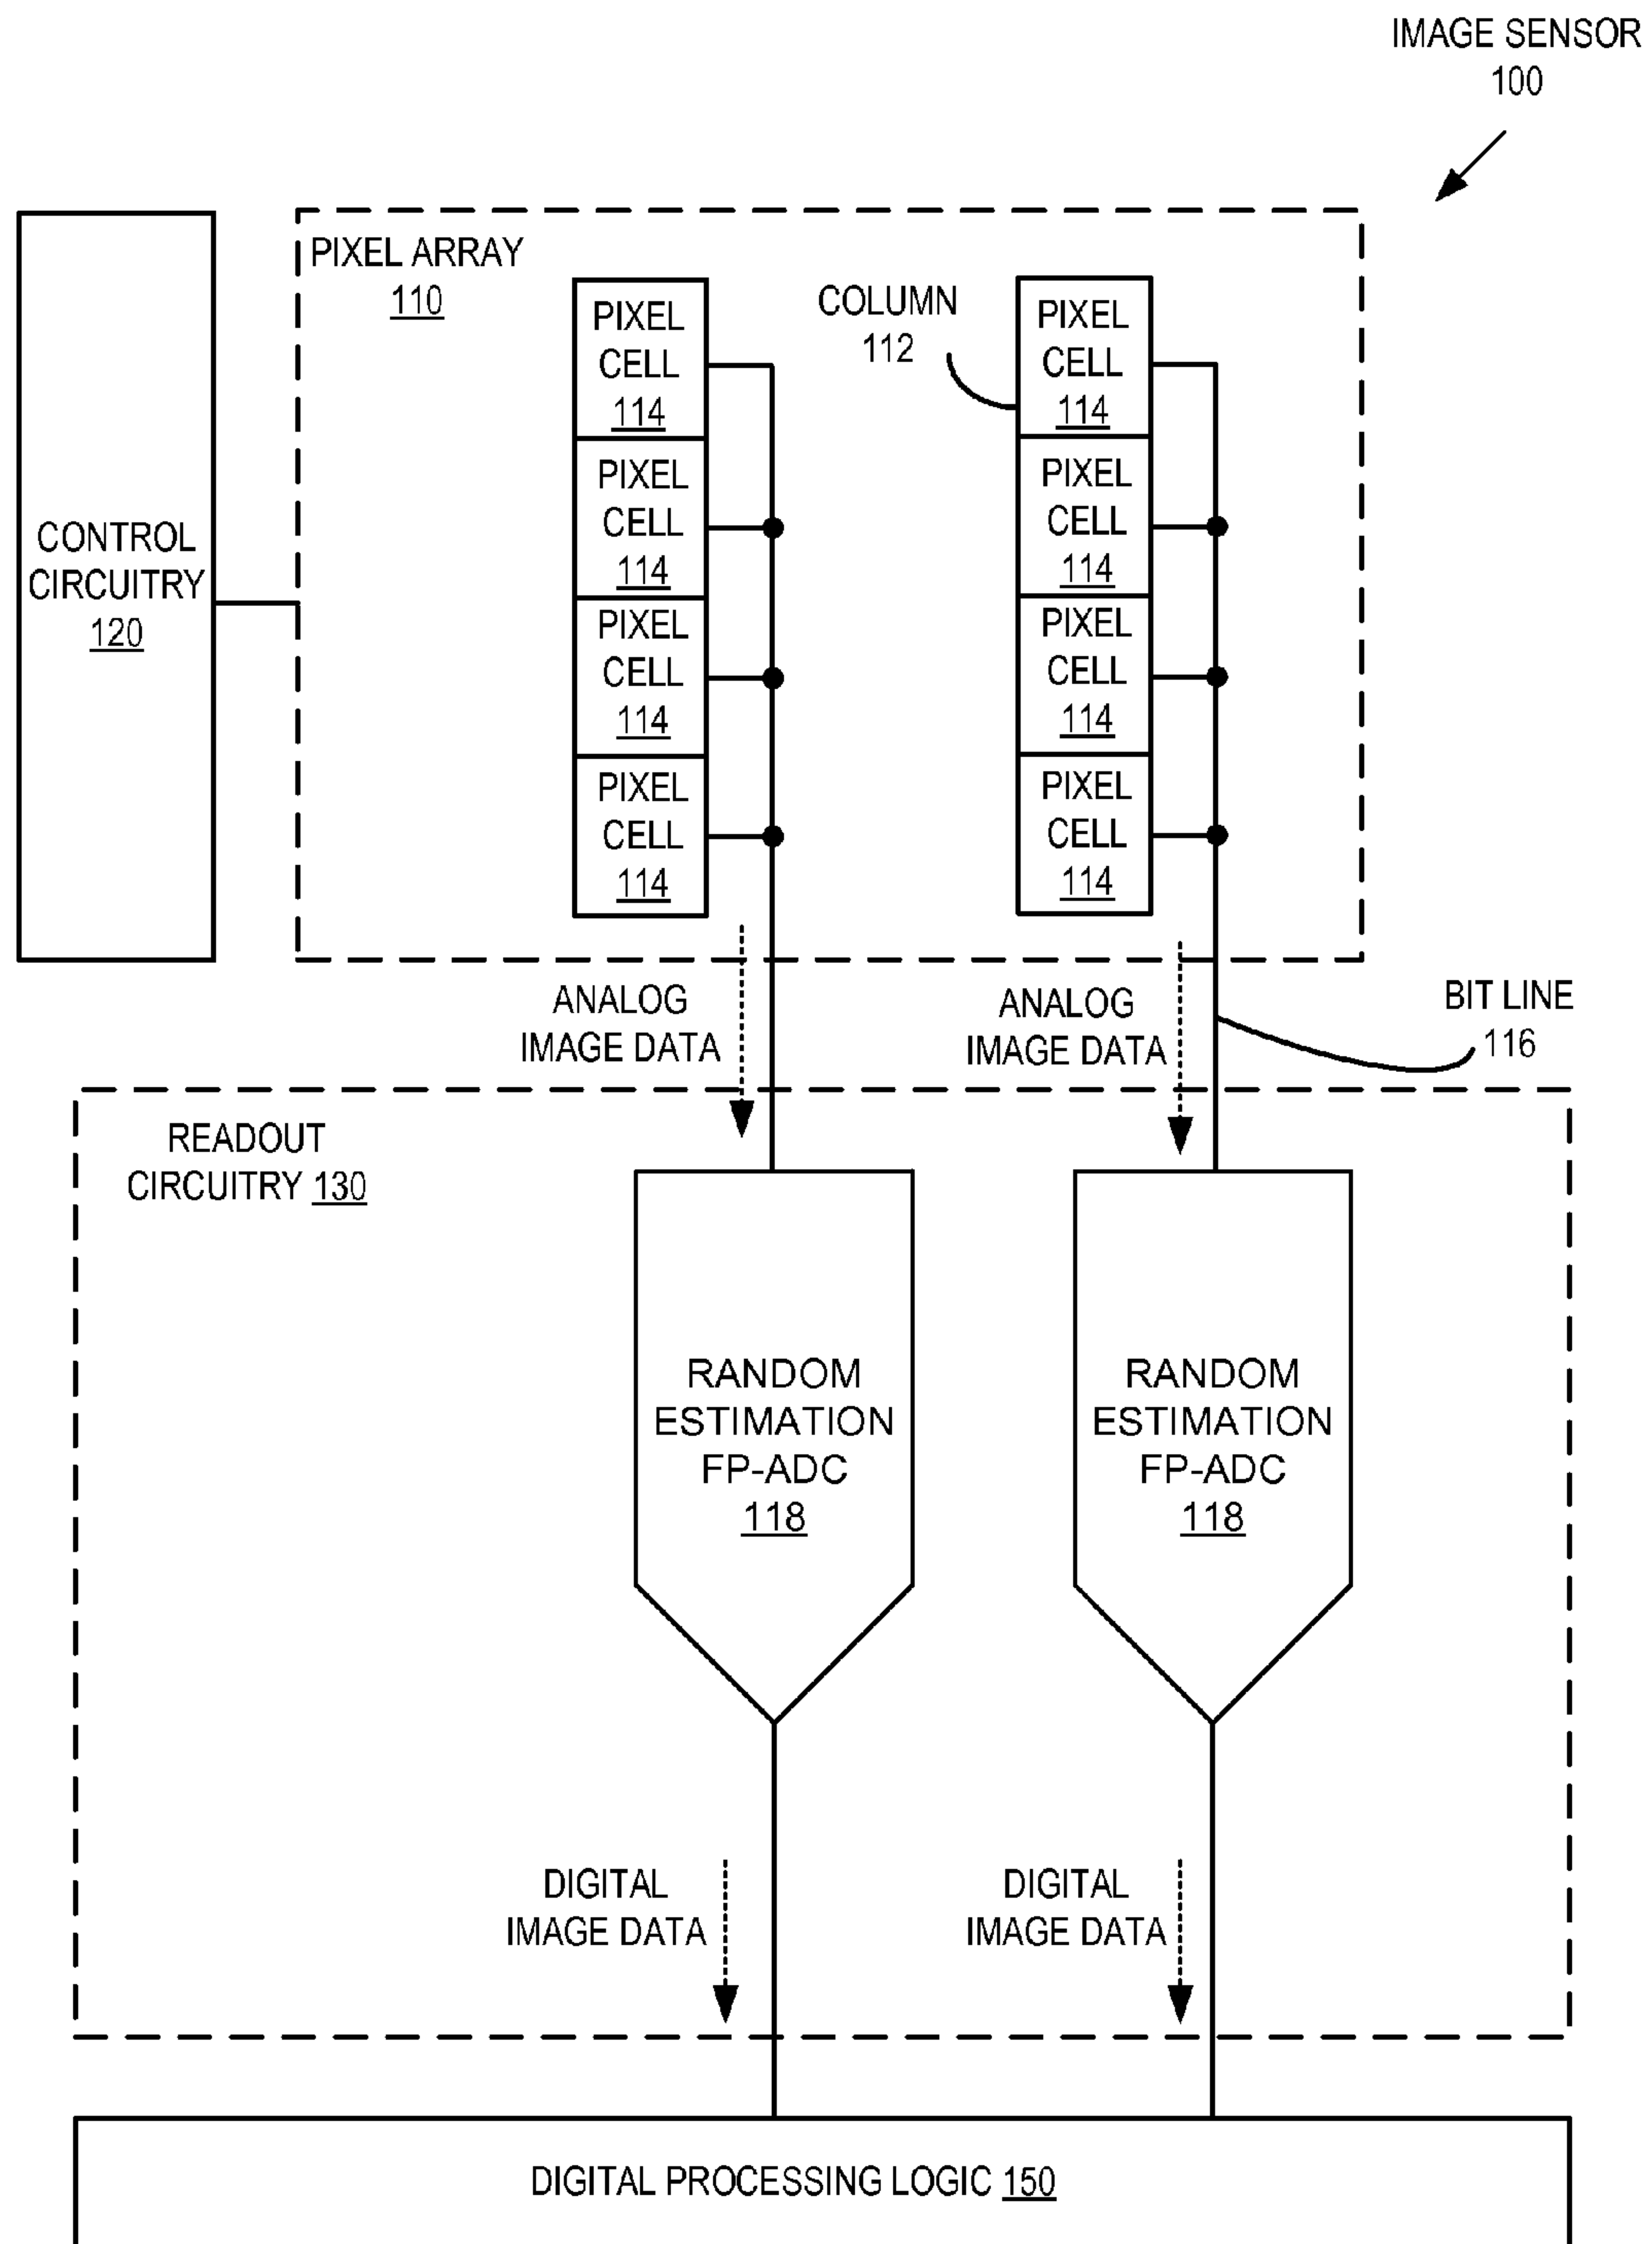 IMAGE SENSOR
100
PIXEL ARRAY
110
CONTROL
CIRCUITRY
120
PIXEL
CELL
114
PIXEL
CELL
114
PIXEL
CELL
114
PIXEL
CELL
114
COLUMN
112
PIXEL
CELL
114
PIXEL
CELL
114
PIXEL
CELL
114
PIXEL
CELL
114
ANALOG
IMAGE DATA
ANALOG
IMAGE DATA
BIT LINE
116
READOUT
CIRCUITRY 130
RANDOM
ESTIMATION
FP-ADC
118
RANDOM
ESTIMATION
FP-ADC
118
DIGITAL
IMAGE DATA
DIGITAL
IMAGE DATA
DIGITAL PROCESSING LOGIC 150